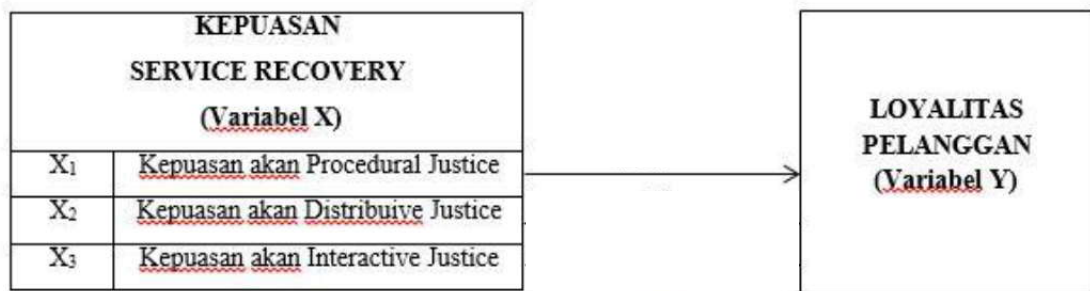 KEPUASAN
SERVICE RECOVERY
(Variabel X)
X1 Kepuasan akan Procedural Justice
X2 Kepuasan akan Distribuive Justice
X3 Kepuasan akan Interactive Justice
LOYALITAS
PELANGGAN
(Variabel Y)